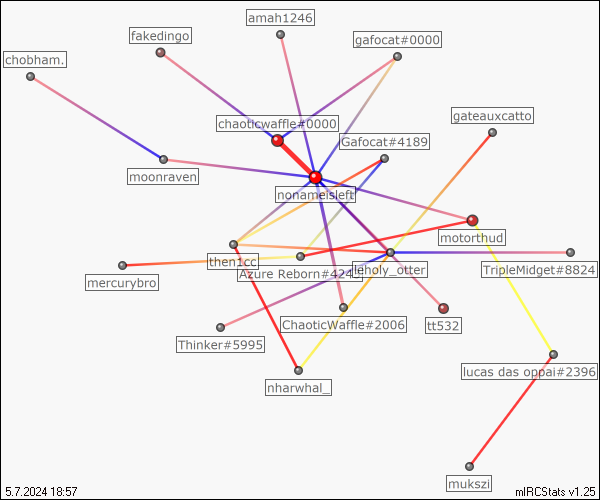 amah1246
fakedingo
gafocat#0000
chobham.
gateauxcatto
chaoticwaffle#0000
Gafocat#4189
moonraven
nonameisleft
motorthud
then1cc
leholy_otter
Azure Reborn#424
TripleMidget#8824
mercurybro
ChaoticWaffle#2006
tt532
Thinker#5995
lucas das oppai#2396
nharwhal_
mukszi
5.7.2024 18:57
mIRCStats v1.25